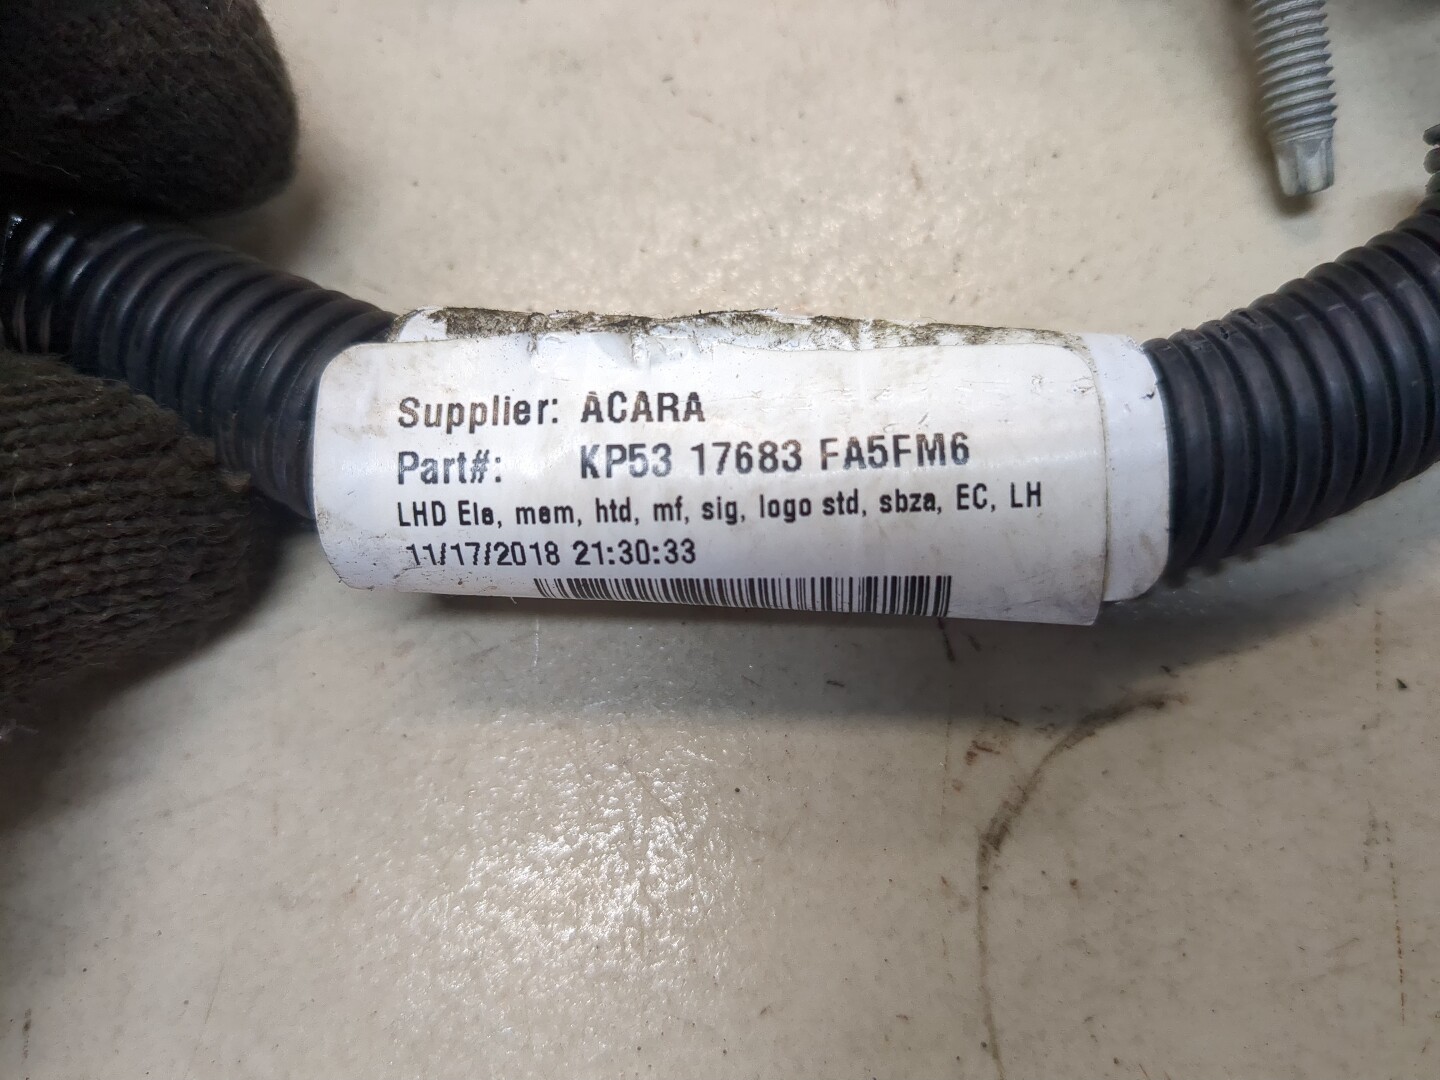 Supplier: ACARA
Part#: KP53 17683 FA5FM6
LHD Ele, mem, htd, mf, sig, logo std, sbza, EC, LH
11/17/2018 21:30:33